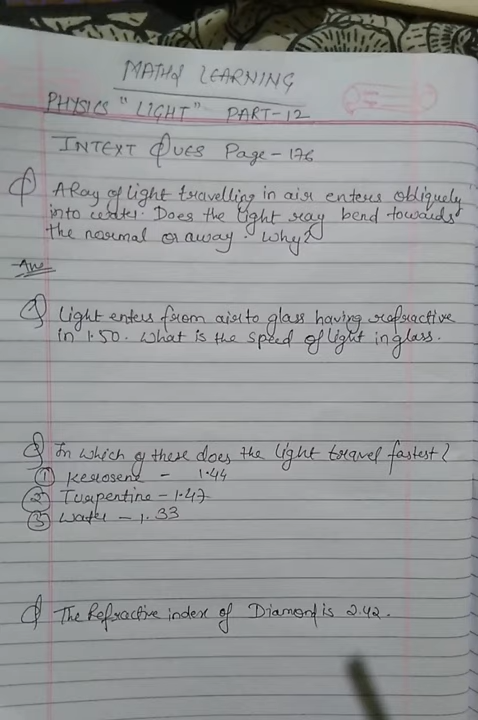 MATHS LEARNING
PHYSICS "LIGHT" PART-12
INTEXT QUES Page-176
Q A Ray of light travelling in air enters obliquely
into water. Does the light ray bend towards
the normal or away. Why?
Ans
Q Light enters from air to glass having refractive
in 1.50. What is the speed of light in glass.
Q In which of these does the light travel fastest?
① Kerosene - 1.44
② Turpentine - 1.47
③ Water - 1.33
Q The Refractive index of Diamond is 2.42.